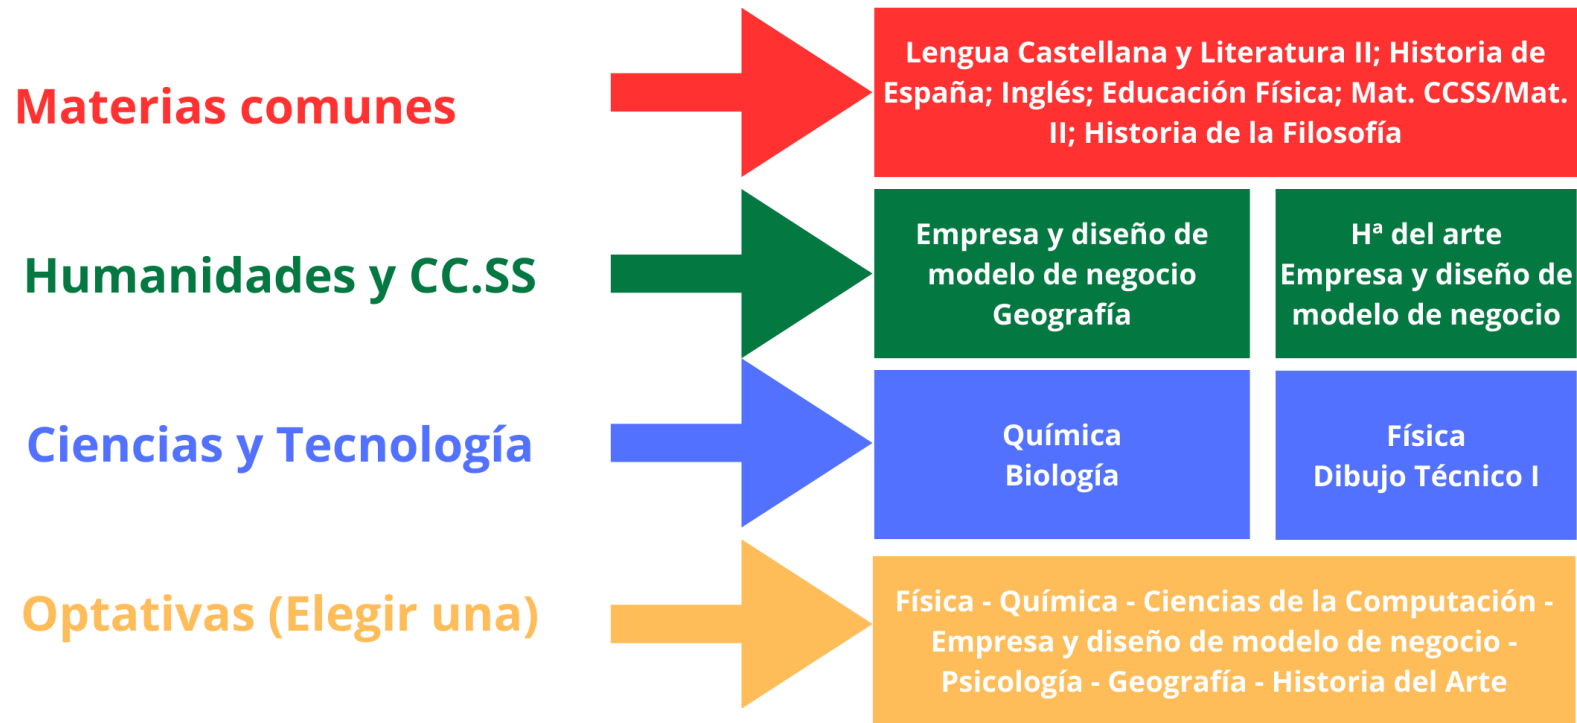 Materias comunes
Lengua Castellana y Literatura II; Historia de
España; Inglés; Educación Física; Mat. CCSS/Mat.
II; Historia de la Filosofía
Humanidades y CC.SS
Empresa y diseño de
modelo de negocio
Geografía
Hª del arte
Empresa y diseño de
modelo de negocio
Ciencias y Tecnología
Química
Biología
Física
Dibujo Técnico I
Optativas (Elegir una)
Física - Química - Ciencias de la Computación -
Empresa y diseño de modelo de negocio -
Psicología - Geografía - Historia del Arte